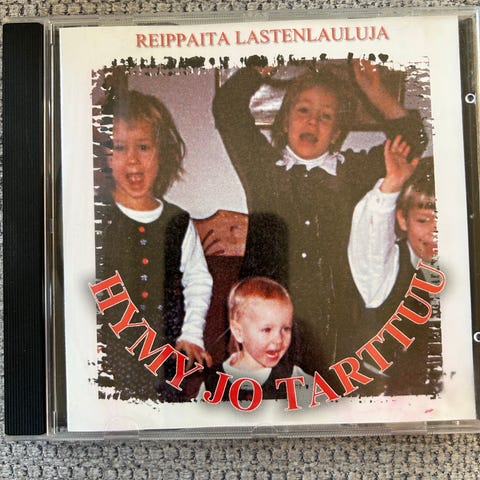 REIPPAITA LASTENLAULUJA
HYMY JO TARTTUU